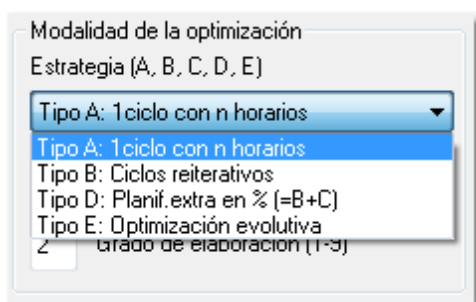 Modalidad de la optimización
Estrategia (A, B, C, D, E)
Tipo A: 1ciclo con n horarios
Tipo A: 1ciclo con n horarios
Tipo B: Ciclos reiterativos
Tipo D: Planif.extra en % (=B+C)
Tipo E: Optimización evolutiva
2 Grado de elaboración (1-9)